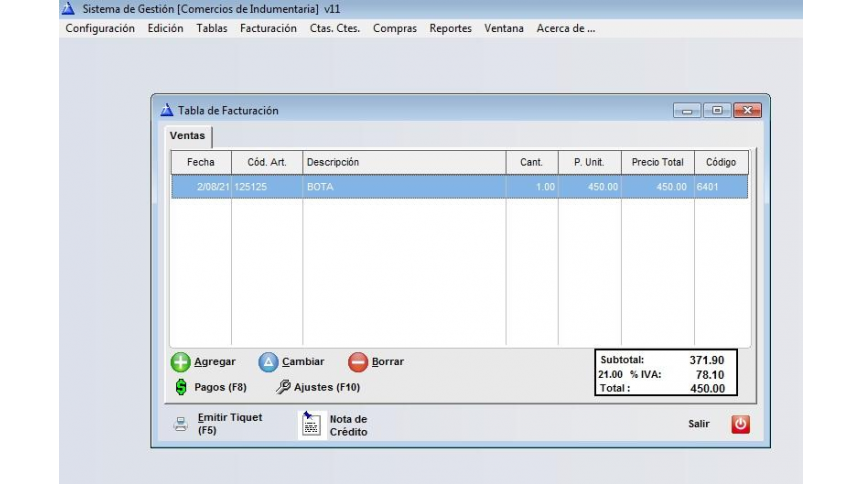 Sistema de Gestión [Comercios de Indumentaria] v11
Configuración Edición Tablas Facturación Ctas. Ctes. Compras Reportes Ventana Acerca de ...
Tabla de Facturación
Ventas
Fecha Cód. Art. Descripción Cant. P. Unit. Precio Total Código
2/08/21 125125 BOTA 1.00 450.00 450.00 6401
Agregar Cambiar Borrar
Pagos (F8) Ajustes (F10)
Subtotal: 371.90
21.00 % IVA: 78.10
Total : 450.00
Emitir Tiquet
(F5)
Nota de
Crédito
Salir